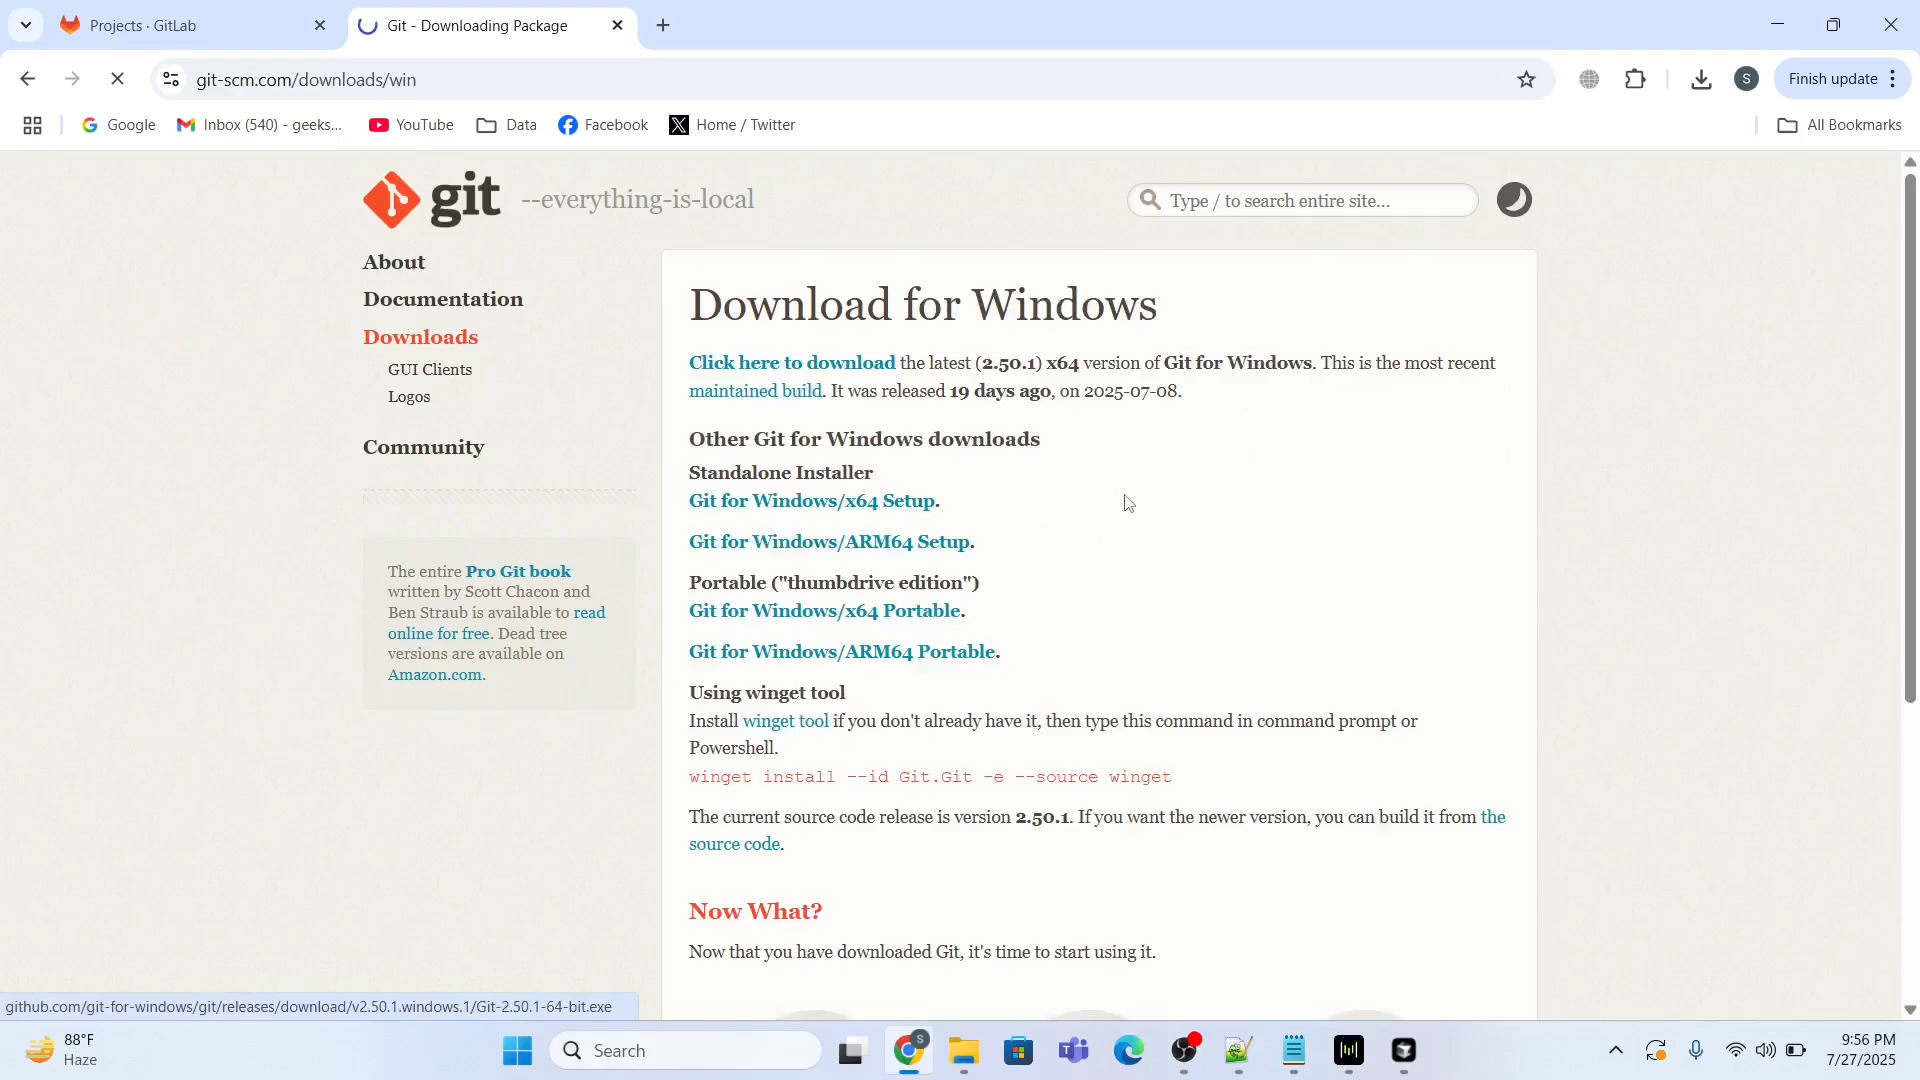 Projects · GitLab
Git - Downloading Package
git-scm.com/downloads/win
S
Finish update
Google
Inbox (540) - geeks...
YouTube
Data
Facebook
Home / Twitter
All Bookmarks
git --everything-is-local
Type / to search entire site...
About
Documentation
Downloads
GUI Clients
Logos
Community
The entire Pro Git book
written by Scott Chacon and
Ben Straub is available to read
online for free. Dead tree
versions are available on
Amazon.com.
Download for Windows
Click here to download the latest (2.50.1) x64 version of Git for Windows. This is the most recent
maintained build. It was released 19 days ago, on 2025-07-08.
Other Git for Windows downloads
Standalone Installer
Git for Windows/x64 Setup.
Git for Windows/ARM64 Setup.
Portable ("thumbdrive edition")
Git for Windows/x64 Portable.
Git for Windows/ARM64 Portable.
Using winget tool
Install winget tool if you don't already have it, then type this command in command prompt or
Powershell.
winget install --id Git.Git -e --source winget
The current source code release is version 2.50.1. If you want the newer version, you can build it from the
source code.
Now What?
Now that you have downloaded Git, it's time to start using it.
github.com/git-for-windows/git/releases/download/v2.50.1.windows.1/Git-2.50.1-64-bit.exe
88°F
Haze
Search
S
9:56 PM
7/27/2025